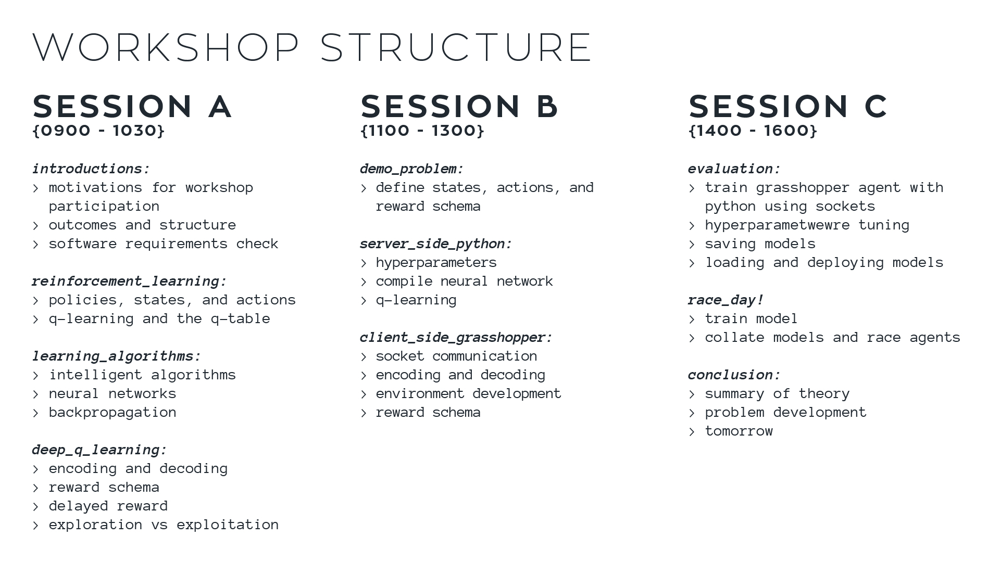 WORKSHOP STRUCTURE
SESSION A
{0900 - 1030}
introductions:
> motivations for workshop
participation
> outcomes and structure
> software requirements check
reinforcement_learning:
> policies, states, and actions
> q-learning and the q-table
learning_algorithms:
> intelligent algorithms
> neural networks
> backpropagation
deep_q_learning:
> encoding and decoding
> reward schema
> delayed reward
> exploration vs exploitation
SESSION B
{1100 - 1300}
demo_problem:
> define states, actions, and
reward schema
server_side_python:
> hyperparameters
> compile neural network
> q-learning
client_side_grasshopper:
> socket communication
> encoding and decoding
> environment development
> reward schema
SESSION C
{1400 - 1600}
evaluation:
> train grasshopper agent with
python using sockets
> hyperparametwewre tuning
> saving models
> loading and deploying models
race_day!
> train model
> collate models and race agents
conclusion:
> summary of theory
> problem development
> tomorrow